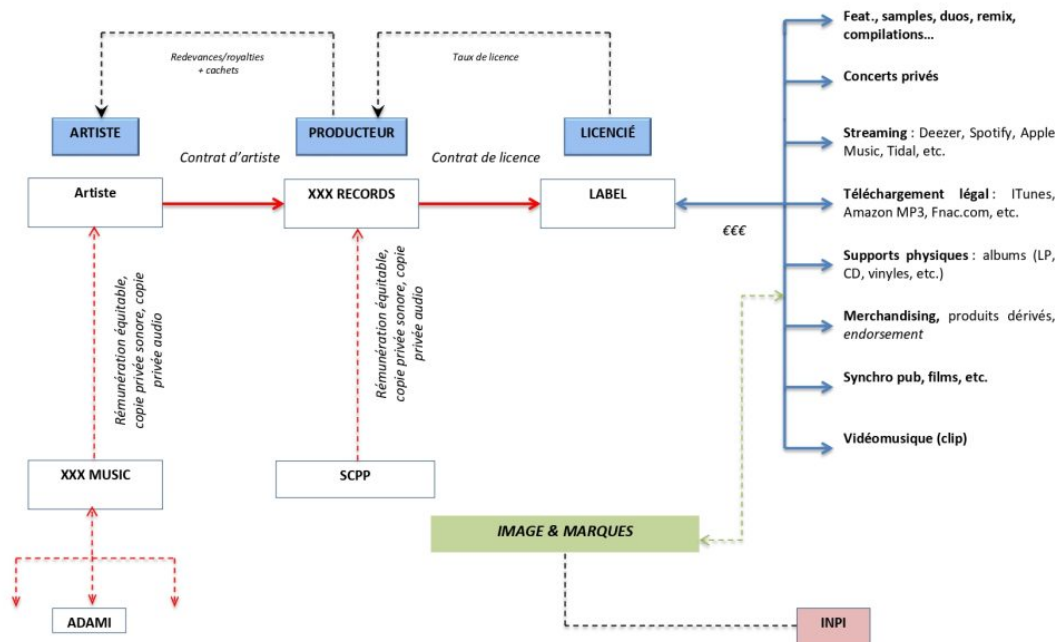 Feat., samples, duos, remix,
compilations…
Redevances/royalties
+ cachets
Taux de licence
Concerts privés
ARTISTE
PRODUCTEUR
LICENCIÉ
Streaming : Deezer, Spotify, Apple
Music, Tidal, etc.
Contrat d'artiste
Contrat de licence
Artiste
XXX RECORDS
LABEL
Téléchargement légal : ITunes,
Amazon MP3, Fnac.com, etc.
€€€
Supports physiques : albums (LP,
CD, vinyles, etc.)
Rémunération équitable,
copie privée sonore, copie
privée audio
Rémunération équitable,
copie privée sonore, copie
privée audio
Merchandising, produits dérivés,
endorsement
Synchro pub, films, etc.
Vidéomusique (clip)
XXX MUSIC
SCPP
IMAGE & MARQUES
ADAMI
INPI